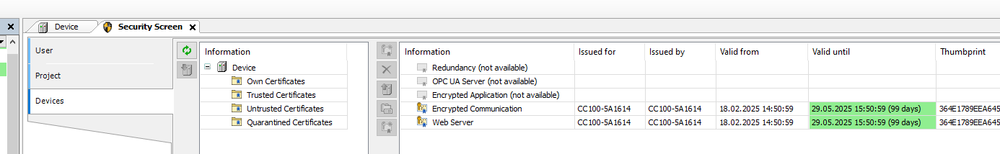 Device Security Screen
User
Project
Devices
Information
Device
Own Certificates
Trusted Certificates
Untrusted Certificates
Quarantined Certificates
Information Issued for Issued by Valid from Valid until Thumbprint
Redundancy (not available)
OPC UA Server (not available)
Encrypted Application (not available)
Encrypted Communication CC100-5A1614 CC100-5A1614 18.02.2025 14:50:59 29.05.2025 15:50:59 (99 days) 364E1789EEA645
Web Server CC100-5A1614 CC100-5A1614 18.02.2025 14:50:59 29.05.2025 15:50:59 (99 days) 364E1789EEA645